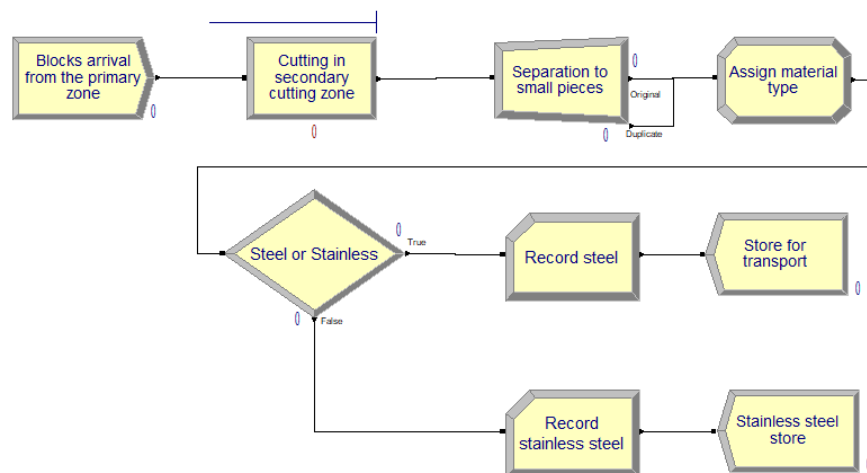 Blocks arrival
from the primary
zone
0
Cutting in
secondary
cutting zone
0
Separation to
small pieces
0
Original
0
Duplicate
Assign material
type
Steel or Stainless
0
True
0
False
Record steel
Store for
transport
0
Record
stainless steel
Stainless steel
store